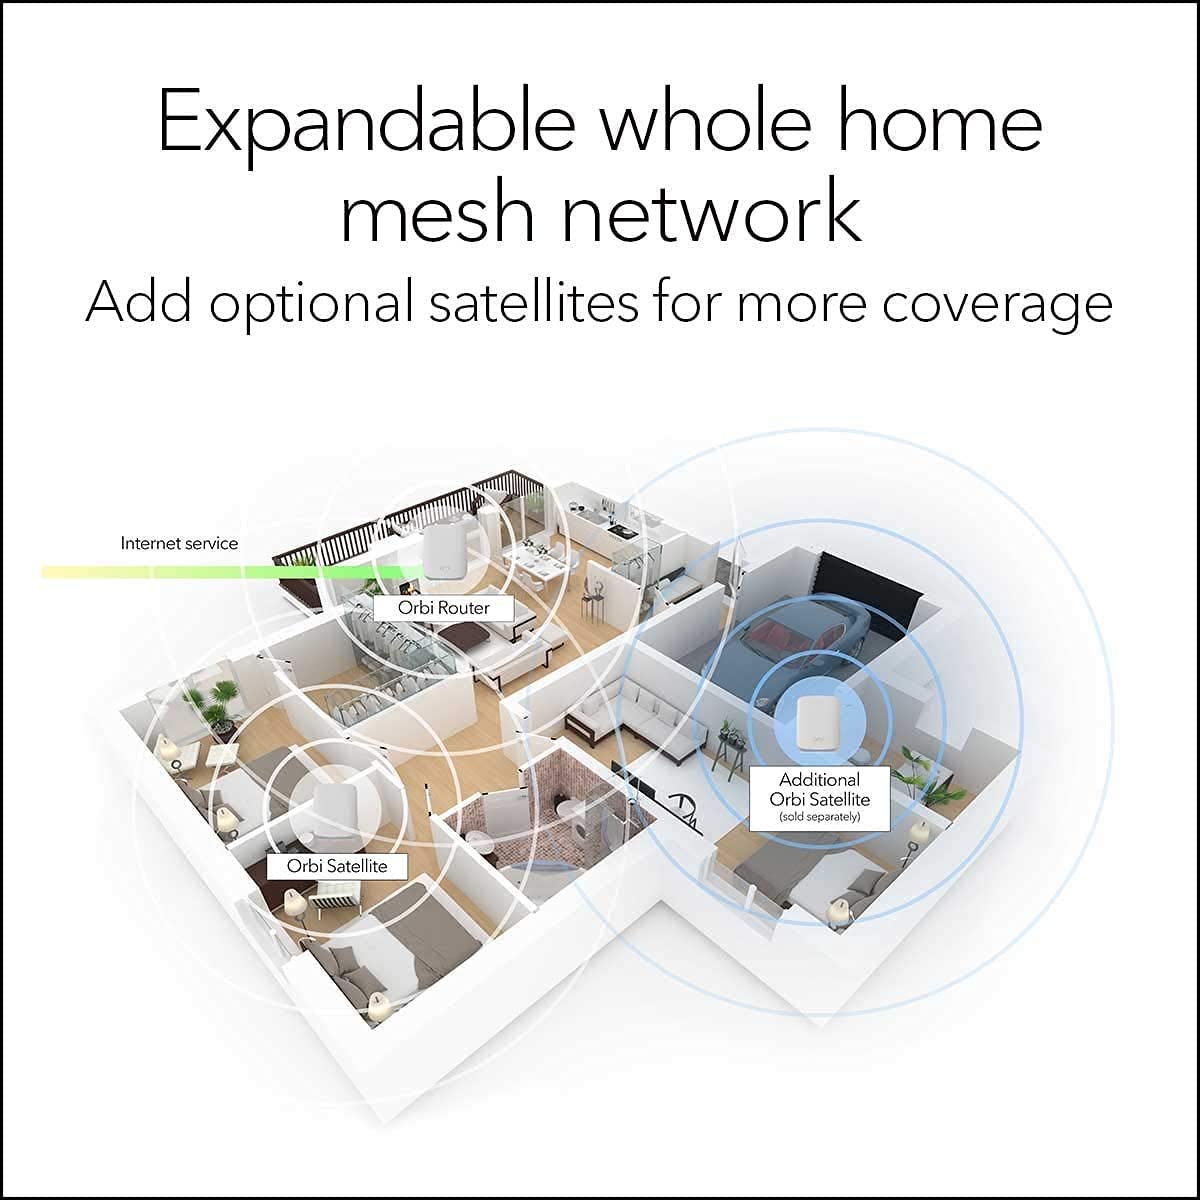 Expandable whole home
mesh network
Add optional satellites for more coverage
Internet service
Orbi Router
Additional
Orbi Satellite
(sold separately)
Orbi Satellite